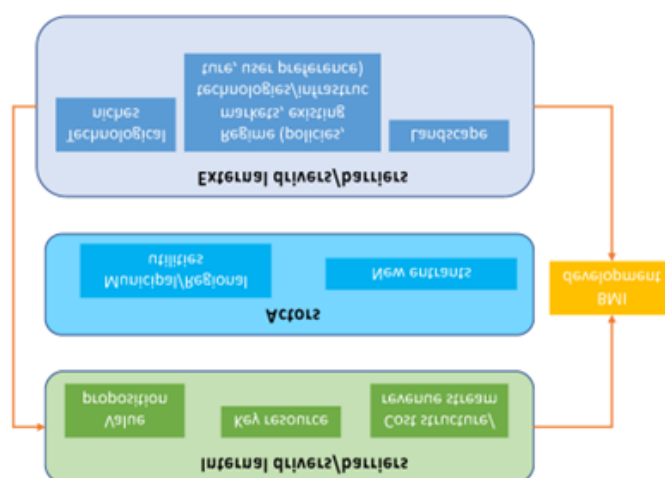 Internal drivers/barriers
Value
proposition
Key resource
Cost structure/
revenue stream
Actors
Municipal/Regional
utilities
New entrants
BMI
development
External drivers/barriers
Technological
niches
Regime (policies,
markets, existing
technologies/infrastruc
ture, user preference)
Landscape